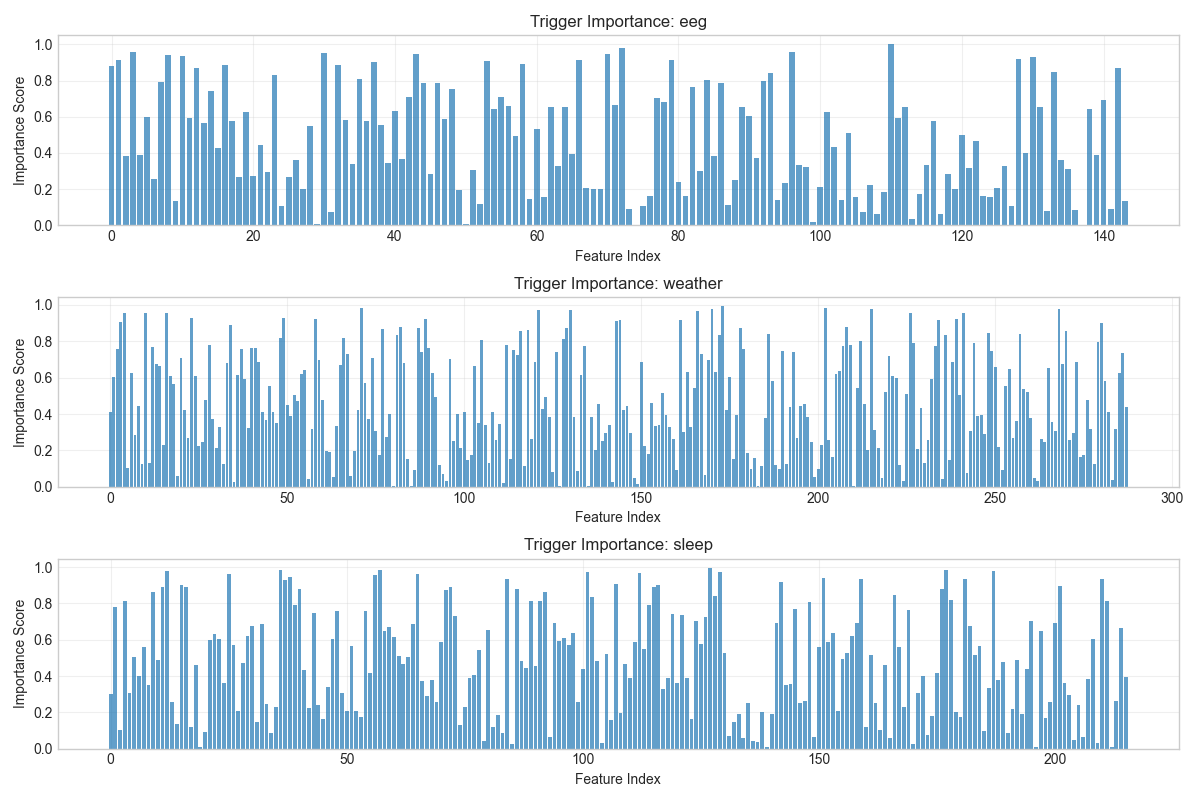 Trigger Importance: eeg
Importance Score
1.0
0.8
0.6
0.4
0.2
0.0
0 20 40 60 80 100 120 140
Feature Index
Trigger Importance: weather
Importance Score
1.0
0.8
0.6
0.4
0.2
0.0
0 50 100 150 200 250 300
Feature Index
Trigger Importance: sleep
Importance Score
1.0
0.8
0.6
0.4
0.2
0.0
0 50 100 150 200
Feature Index